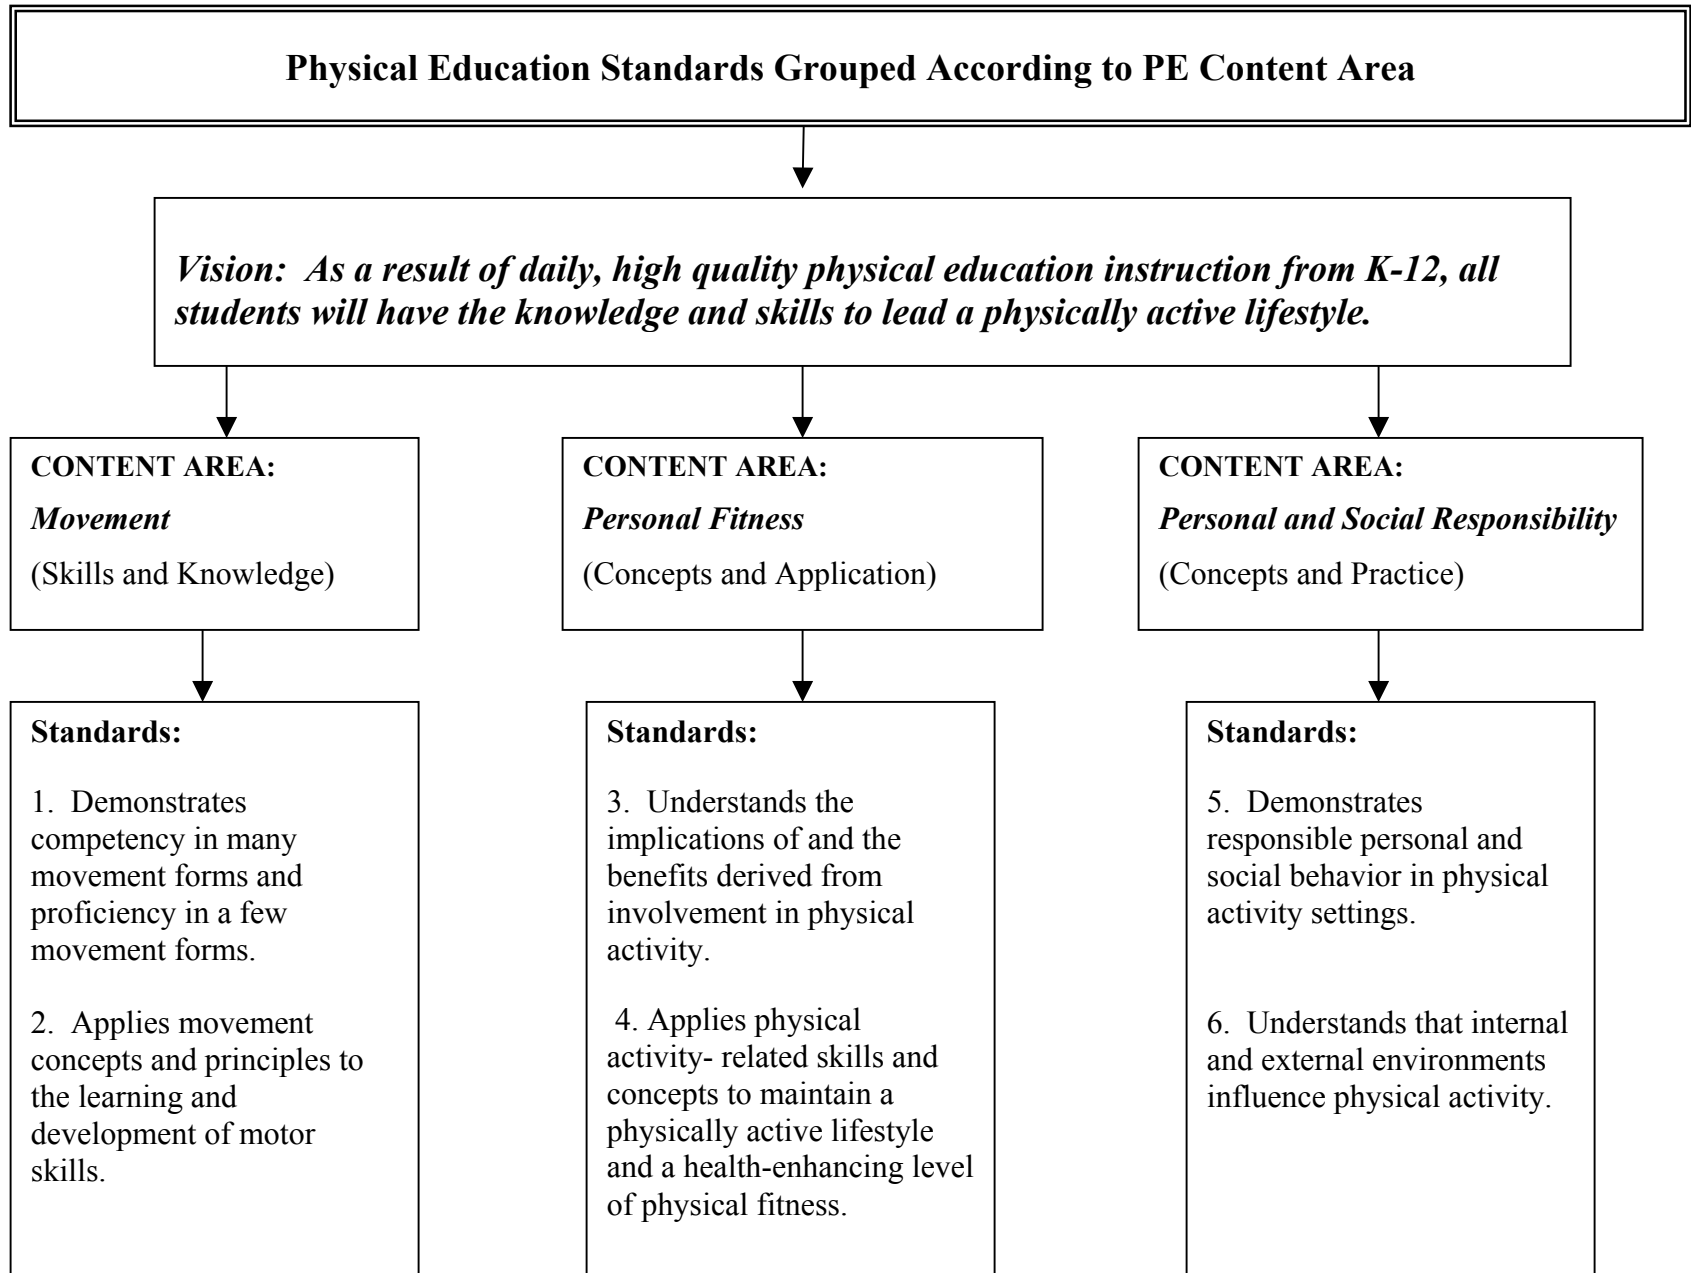 Physical Education Standards Grouped According to PE Content Area
Vision:  As a result of daily, high quality physical education instruction from K-12, all
students will have the knowledge and skills to lead a physically active lifestyle.
CONTENT AREA:
Movement
(Skills and Knowledge)
CONTENT AREA:
Personal Fitness
(Concepts and Application)
CONTENT AREA:
Personal and Social Responsibility
(Concepts and Practice)
Standards:
1.  Demonstrates
competency in many
movement forms and
proficiency in a few
movement forms.
2.  Applies movement
concepts and principles to
the learning and
development of motor
skills.
Standards:
3.  Understands the
implications of and the
benefits derived from
involvement in physical
activity.
4. Applies physical
activity- related skills and
concepts to maintain a
physically active lifestyle
and a health-enhancing level
of physical fitness.
Standards:
5.  Demonstrates
responsible personal and
social behavior in physical
activity settings.
6.  Understands that internal
and external environments
influence physical activity.